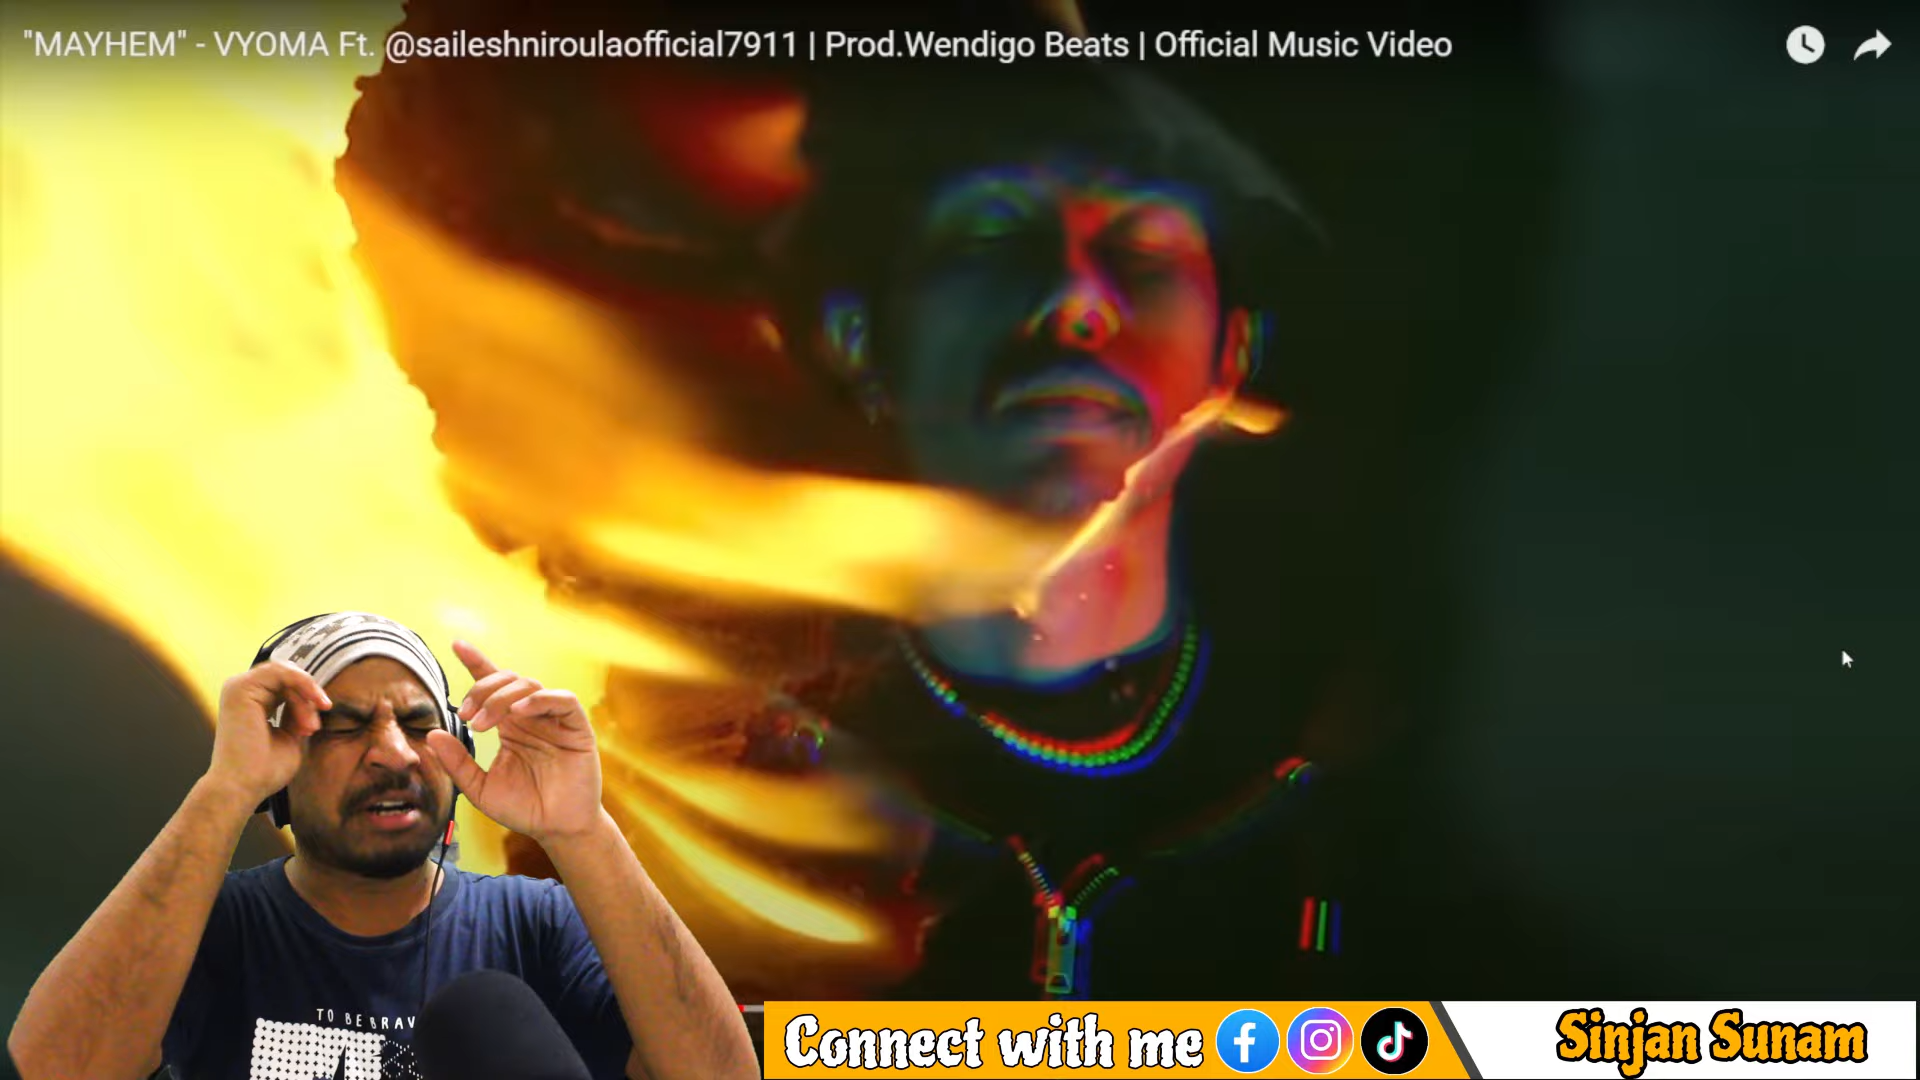 "MAYHEM" - VYOMA Ft. @saileshniroulaofficial7911 | Prod.Wendigo Beats | Official Music Video
TO BE BRAV
Connect with me
Sinjan Sunam